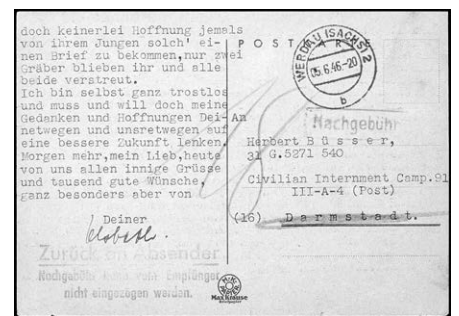 doch keinerlei Hoffnung jemals
von ihrem Jungen solch' ei-
nen Brief zu bekommen,nur zwei
Gräber blieben ihr und alle
beide verstreut.
Ich bin selbst ganz trostlos
und muss und will doch meine
Gedanken und Hoffnungen Dei-
netwegen und unsretwegen auf
eine bessere Zukunft lenken.
Morgen mehr,mein Lieb,heute
von uns allen innige Grüsse
und tausend gute Wünsche,
ganz besonders aber von
Deiner
Zurück an Absender
Nachgebühr kann vom Empfänger
nicht eingezogen werden.
POSTKARTE
WERDAU (SACHS) 2
05.6.46.-20
b
Nachgebühr
An
Herbert Büsser,
31 G.5271 540
Civilian Internment Camp.91
III-A-4 (Post)
(16) Darmstadt.
Max Krause